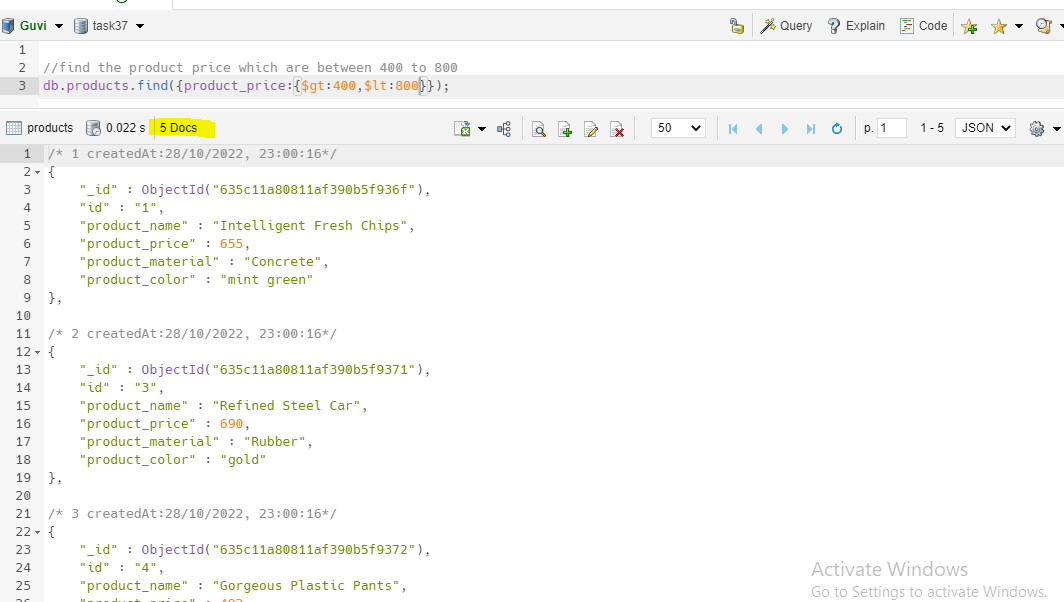 Guvi task37 Query Explain Code
1
2 //find the product price which are between 400 to 800
3 db.products.find({product_price:{$gt:400,$lt:800}});
products 0.022 s 5 Docs 50 p. 1 1 - 5 JSON
1 /* 1 createdAt:28/10/2022, 23:00:16*/
2 {
3 "_id" : ObjectId("635c11a80811af390b5f936f"),
4 "id" : "1",
5 "product_name" : "Intelligent Fresh Chips",
6 "product_price" : 655,
7 "product_material" : "Concrete",
8 "product_color" : "mint green"
9 },
10
11 /* 2 createdAt:28/10/2022, 23:00:16*/
12 {
13 "_id" : ObjectId("635c11a80811af390b5f9371"),
14 "id" : "3",
15 "product_name" : "Refined Steel Car",
16 "product_price" : 690,
17 "product_material" : "Rubber",
18 "product_color" : "gold"
19 },
20
21 /* 3 createdAt:28/10/2022, 23:00:16*/
22 {
23 "_id" : ObjectId("635c11a80811af390b5f9372"),
24 "id" : "4",
25 "product_name" : "Gorgeous Plastic Pants",
Activate Windows
Go to Settings to activate Windows.